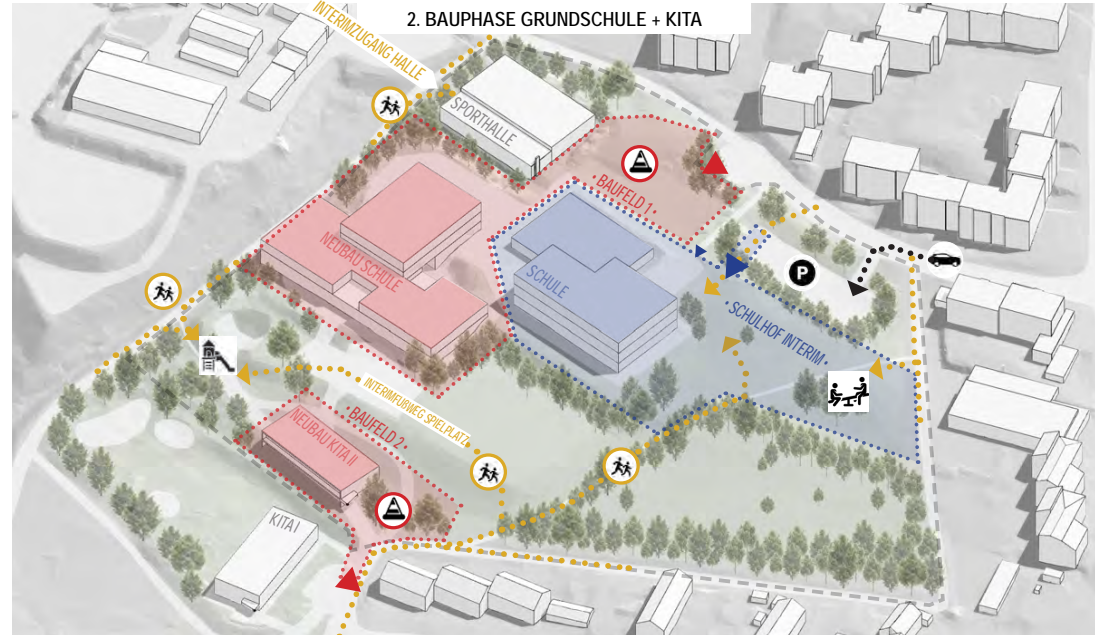 2. BAUPHASE GRUNDSCHULE + KITA
INTERIMZUGANG HALLE
SPORTHALLE
BAUFELD 1
NEUBAU SCHULE
SCHULE
P
SCHULHOF INTERIM
INTERIMFUßWEG SPIELPLATZ
BAUFELD 2
NEUBAU KITA II
KITA I